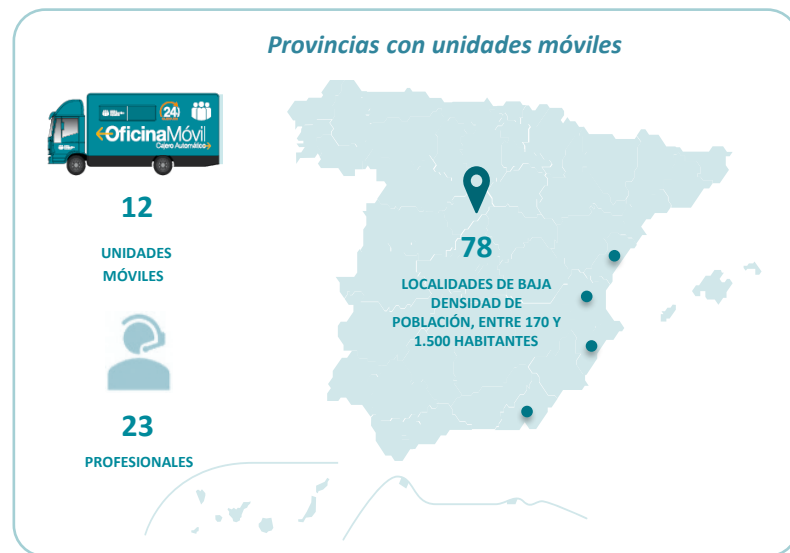 Provincias con unidades móviles
24
OficinaMóvil
Cajero Automático
12
UNIDADES
MÓVILES
23
PROFESIONALES
78
LOCALIDADES DE BAJA
DENSIDAD DE
POBLACIÓN, ENTRE 170 Y
1.500 HABITANTES